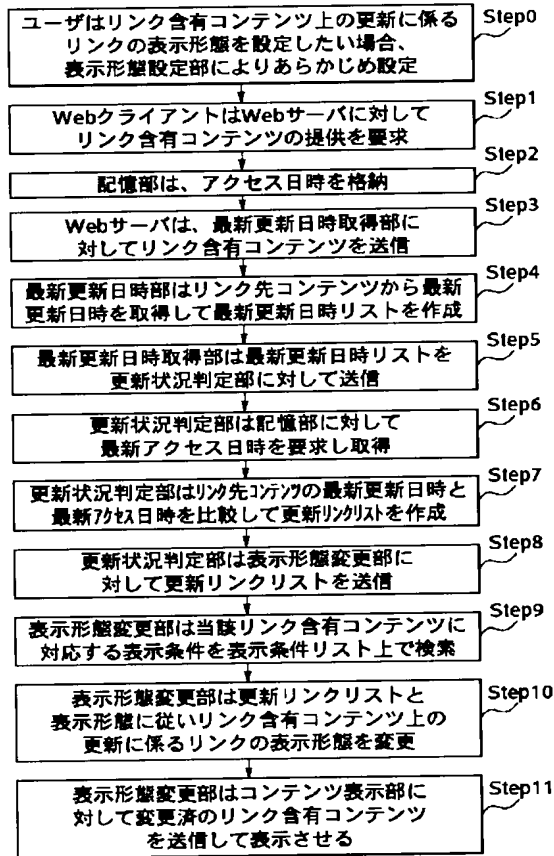 Step0
ユーザはリンク含有コンテンツ上の更新に係る
リンクの表示形態を設定したい場合、
表示形態設定部によりあらかじめ設定
Step1
WebクライアントはWebサーバに対して
リンク含有コンテンツの提供を要求
Step2
記憶部は、アクセス日時を格納
Step3
Webサーバは、最新更新日時取得部に
対してリンク含有コンテンツを送信
Step4
最新更新日時部はリンク先コンテンツから最新
更新日時を取得して最新更新日時リストを作成
Step5
最新更新日時取得部は最新更新日時リストを
更新状況判定部に対して送信
Step6
更新状況判定部は記憶部に対して
最新アクセス日時を要求し取得
Step7
更新状況判定部はリンク先コンテンツの最新更新日時と
最新アクセス日時を比較して更新リンクリストを作成
Step8
更新状況判定部は表示形態変更部に
対して更新リンクリストを送信
Step9
表示形態変更部は当該リンク含有コンテンツに
対応する表示条件を表示条件リスト上で検索
Step10
表示形態変更部は更新リンクリストと
表示形態に従いリンク含有コンテンツ上の
更新に係るリンクの表示形態を変更
Step11
表示形態変更部はコンテンツ表示部に
対して変更済のリンク含有コンテンツ
を送信して表示させる